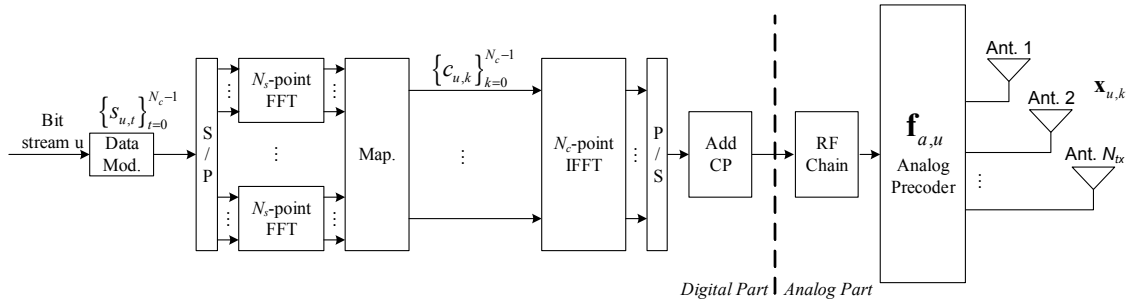 Bit
stream u
{s_{u,t}}_{t=0}^{N_c-1}
Data
Mod.
S
/
P
N_s-point
FFT
⋮
⋮
⋯
N_s-point
FFT
⋮
⋮
Map.
{c_{u,k}}_{k=0}^{N_c-1}
⋮
N_c-point
IFFT
⋮
⋮
P
/
S
Add
CP
Digital Part
Analog Part
RF
Chain
f_{a,u}
Analog
Precoder
Ant. 1
Ant. 2
⋮
Ant. N_{tx}
x_{u,k}